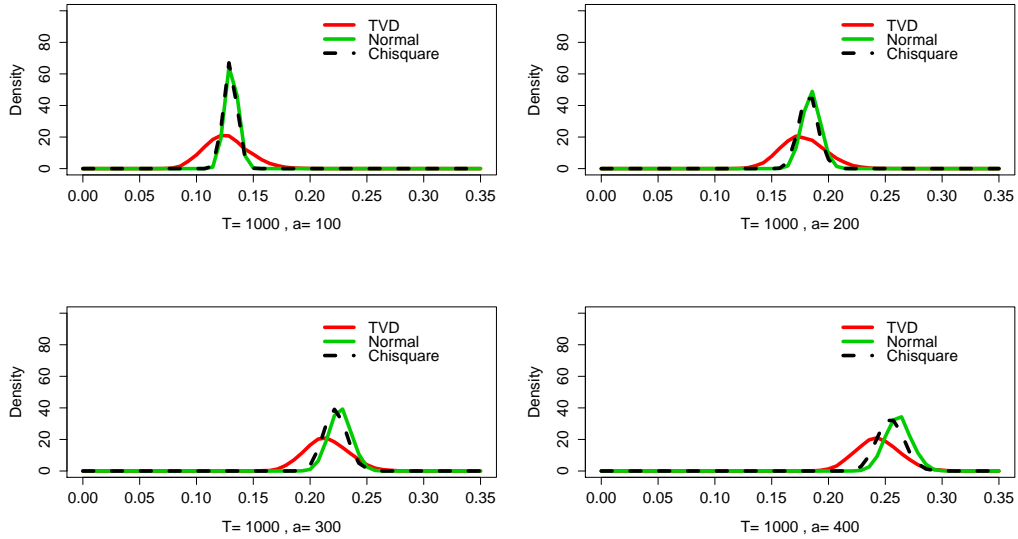 TVD
Normal
Chisquare
Density
0 20 40 60 80
0.00 0.05 0.10 0.15 0.20 0.25 0.30 0.35
T= 1000 , a= 100
TVD
Normal
Chisquare
Density
0 20 40 60 80
0.00 0.05 0.10 0.15 0.20 0.25 0.30 0.35
T= 1000 , a= 200
TVD
Normal
Chisquare
Density
0 20 40 60 80
0.00 0.05 0.10 0.15 0.20 0.25 0.30 0.35
T= 1000 , a= 300
TVD
Normal
Chisquare
Density
0 20 40 60 80
0.00 0.05 0.10 0.15 0.20 0.25 0.30 0.35
T= 1000 , a= 400